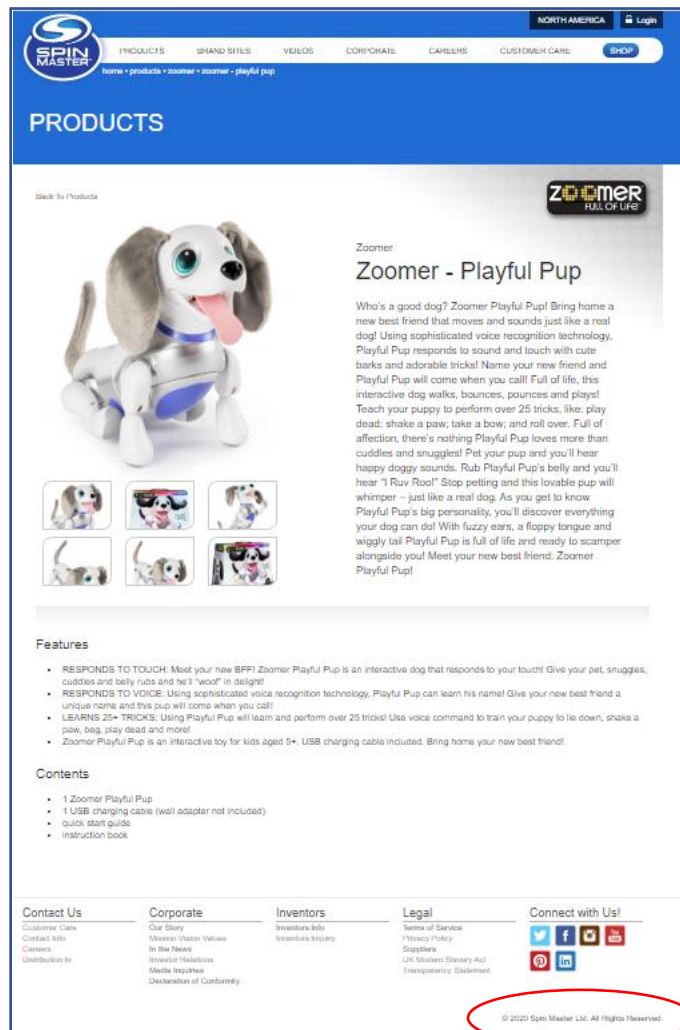 NORTH AMERICA Login
SPIN MASTER
PRODUCTS BRAND SITES VIDEOS CORPORATE CAREERS CUSTOMER CARE SHOP
home • products • zoomer • zoomer - playful pup
PRODUCTS
Back To Products
ZOOMER
FULL OF LIFE
Zoomer
Zoomer - Playful Pup
Who's a good dog? Zoomer Playful Pup! Bring home a
new best friend that moves and sounds just like a real
dog! Using sophisticated voice recognition technology,
Playful Pup responds to sound and touch with cute
barks and adorable tricks! Name your new friend and
Playful Pup will come when you call! Full of life, this
interactive dog walks, bounces, pounces and plays!
Teach your puppy to perform over 25 tricks, like: play
dead; shake a paw; take a bow; and roll over. Full of
affection, there's nothing Playful Pup loves more than
cuddles and snuggles! Pet your pup and you'll hear
happy doggy sounds. Rub Playful Pup's belly and you'll
hear "I Ruv Roo!" Stop petting and this lovable pup will
whimper – just like a real dog. As you get to know
Playful Pup's big personality, you'll discover everything
your dog can do! With fuzzy ears, a floppy tongue and
wiggly tail Playful Pup is full of life and ready to scamper
alongside you! Meet your new best friend: Zoomer
Playful Pup!
Features
• RESPONDS TO TOUCH: Meet your new BFF! Zoomer Playful Pup is an interactive dog that responds to your touch! Give your pet, snuggles,
cuddles and belly rubs and he'll "woof" in delight!
• RESPONDS TO VOICE: Using sophisticated voice recognition technology, Playful Pup can learn his name! Give your new best friend a
unique name and this pup will come when you call!
• LEARNS 25+ TRICKS: Using Playful Pup will learn and perform over 25 tricks! Use voice command to train your puppy to lie down, shake a
paw, beg, play dead and more!
• Zoomer Playful Pup is an interactive toy for kids aged 5+, USB charging cable included. Bring home your new best friend!
Contents
• 1 Zoomer Playful Pup
• 1 USB charging cable (wall adapter not included)
• quick start guide
• instruction book
Contact Us Corporate Inventors Legal Connect with Us!
Customer Care Our Story Inventors Info Terms of Service
Contact Info Mission Vision Values Inventors Inquiry Privacy Policy
Careers In the News Suppliers
Distribution by Investor Relations UK Modern Slavery Act
Media Inquiries Transparency Statement
Declaration of Conformity
© 2020 Spin Master Ltd. All Rights Reserved.